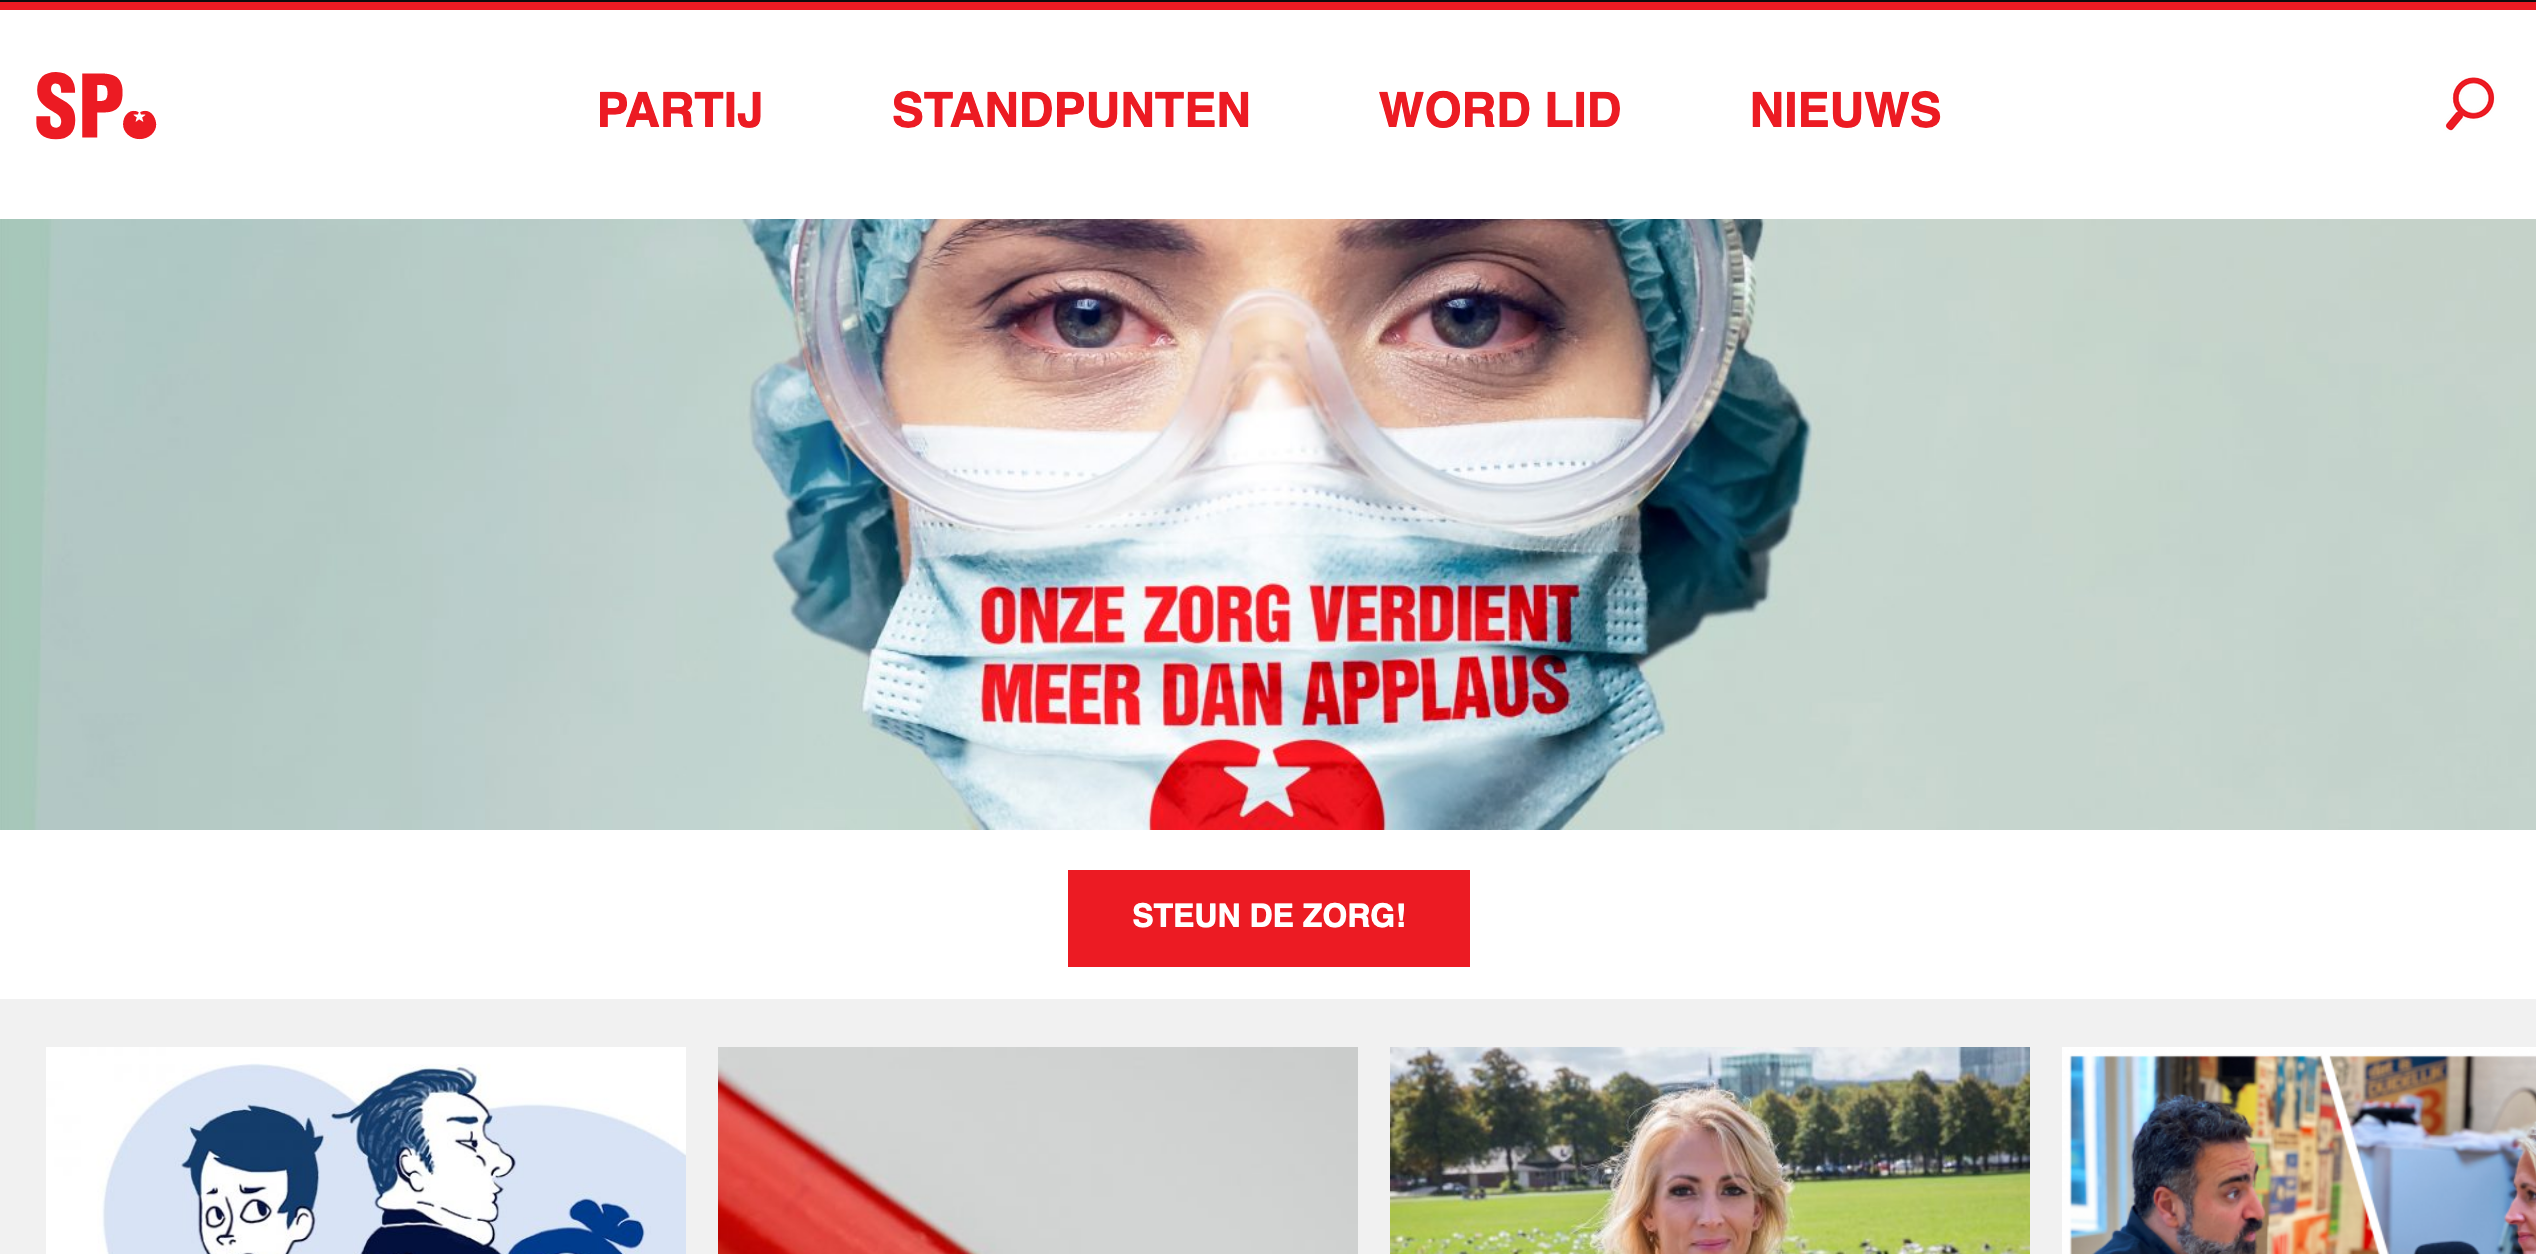 SP.
PARTIJ STANDPUNTEN WORD LID NIEUWS
ONZE ZORG VERDIENT
MEER DAN APPLAUS
STEUN DE ZORG!